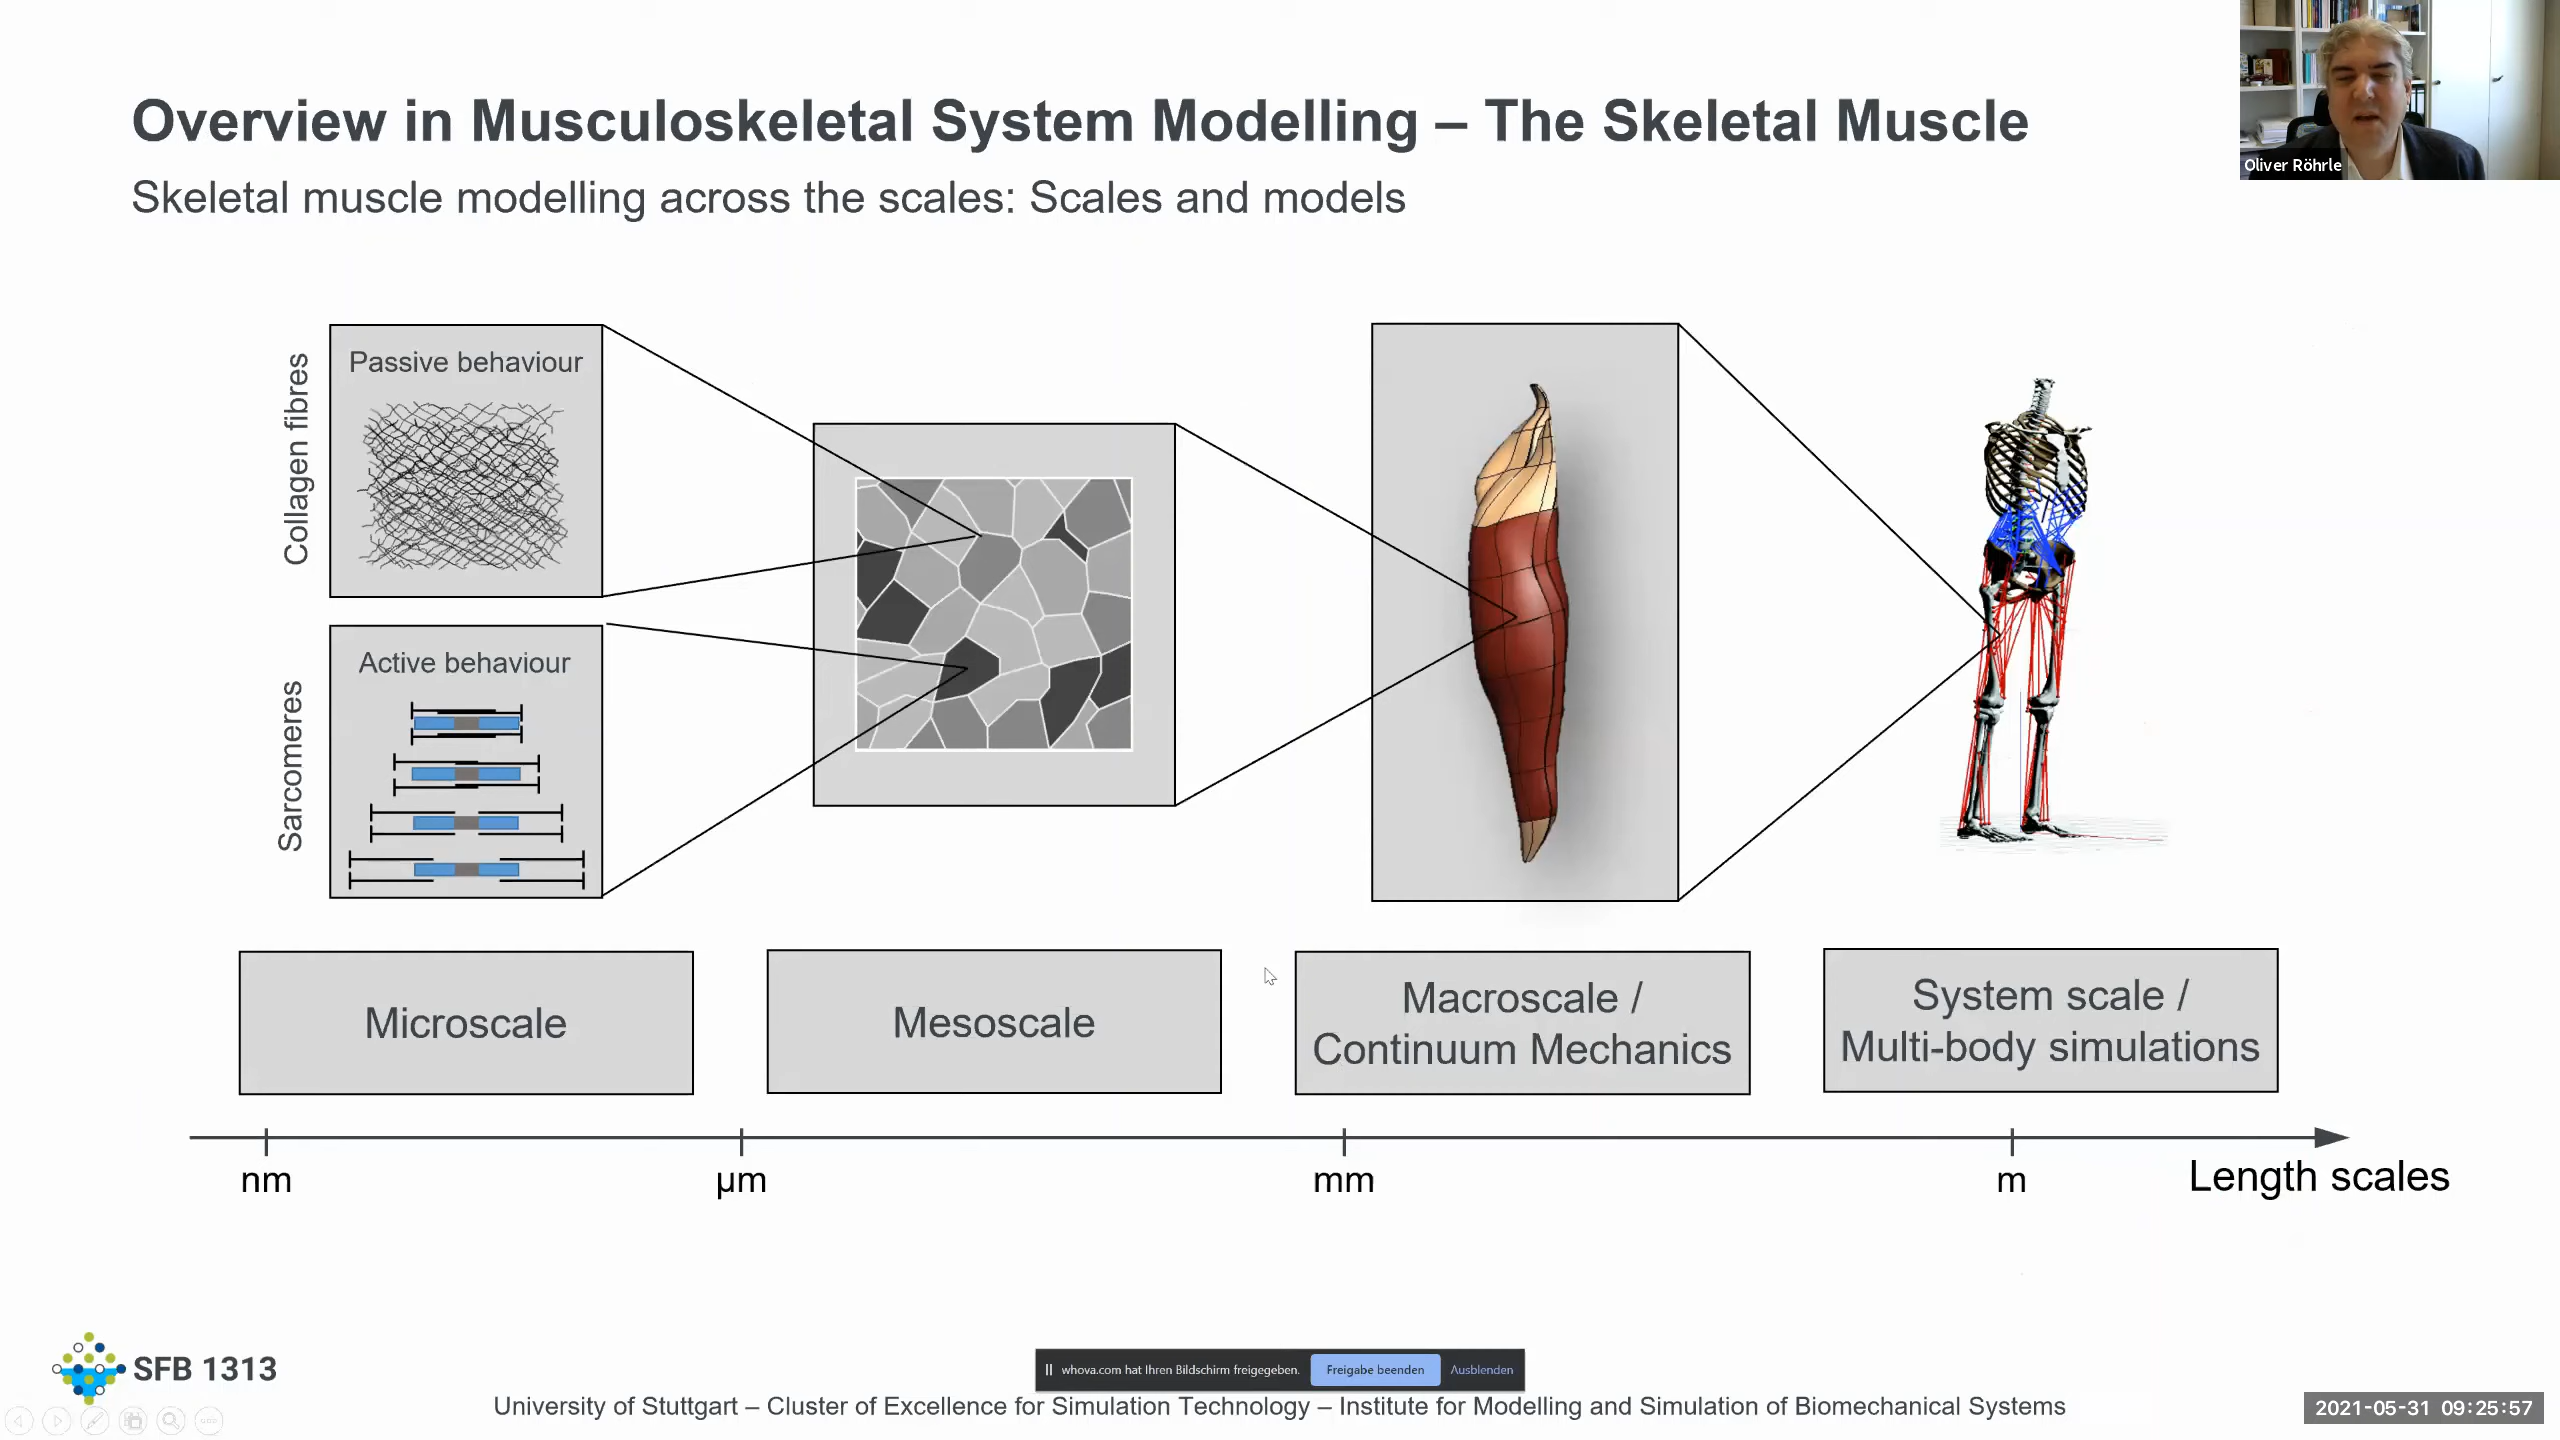 Overview in Musculoskeletal System Modelling – The Skeletal Muscle
Skeletal muscle modelling across the scales: Scales and models
Oliver Röhrle
Collagen fibres
Passive behaviour
Sarcomeres
Active behaviour
Microscale
Mesoscale
Macroscale /
Continuum Mechanics
System scale /
Multi-body simulations
nm
µm
mm
m
Length scales
SFB 1313
whova.com hat Ihren Bildschirm freigegeben.
Freigabe beenden
Ausblenden
University of Stuttgart – Cluster of Excellence for Simulation Technology – Institute for Modelling and Simulation of Biomechanical Systems
2021-05-31 09:25:57